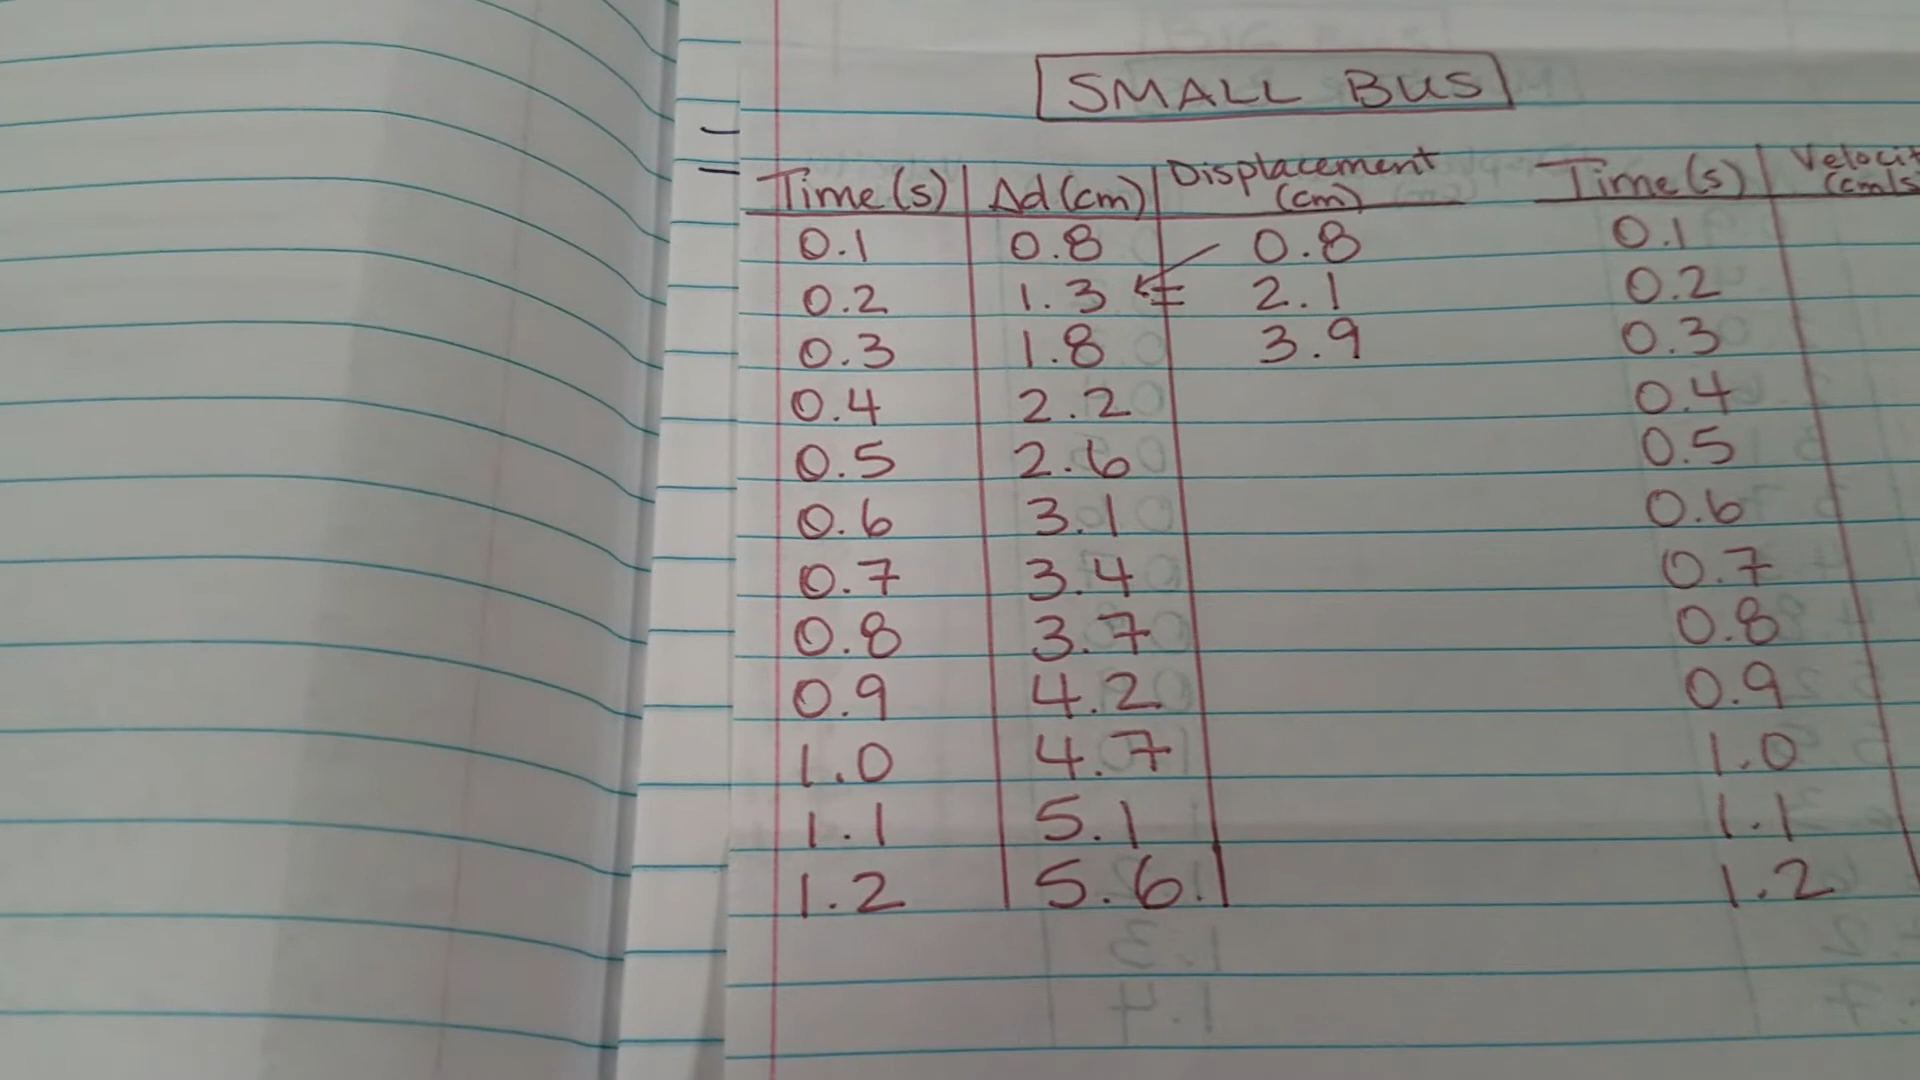 SMALL BUS
Time (s) Δd (cm) Displacement (cm) Time (s)
0.1 0.8 0.8 0.1
0.2 1.3 2.1 0.2
0.3 1.8 3.9 0.3
0.4 2.2 0.4
0.5 2.6 0.5
0.6 3.1 0.6
0.7 3.4 0.7
0.8 3.7 0.8
0.9 4.2 0.9
1.0 4.7 1.0
1.1 5.1 1.1
1.2 5.6 1.2